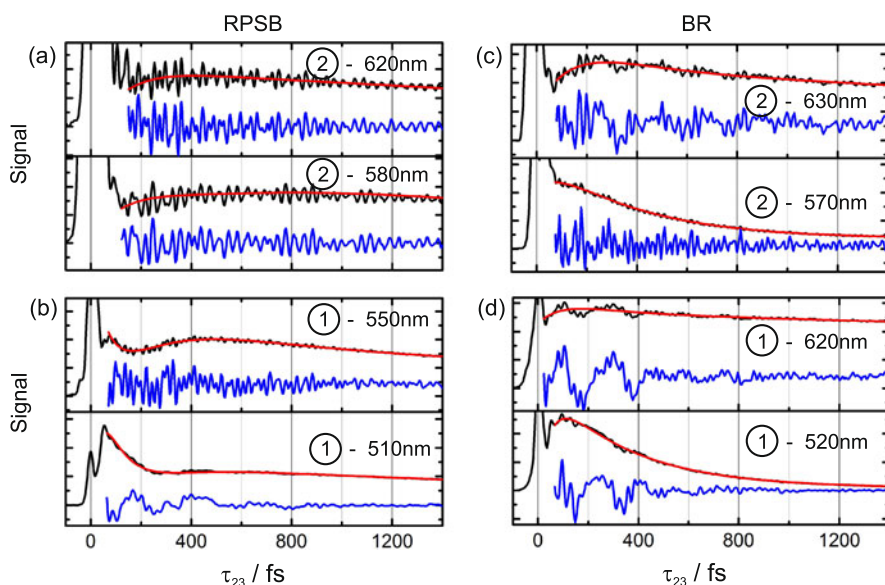 RPSB
BR
(a)
② - 620nm
② - 580nm
Signal
(b)
① - 550nm
① - 510nm
Signal
0 400 800 1200
τ23 / fs
(c)
② - 630nm
② - 570nm
(d)
① - 620nm
① - 520nm
0 400 800 1200
τ23 / fs